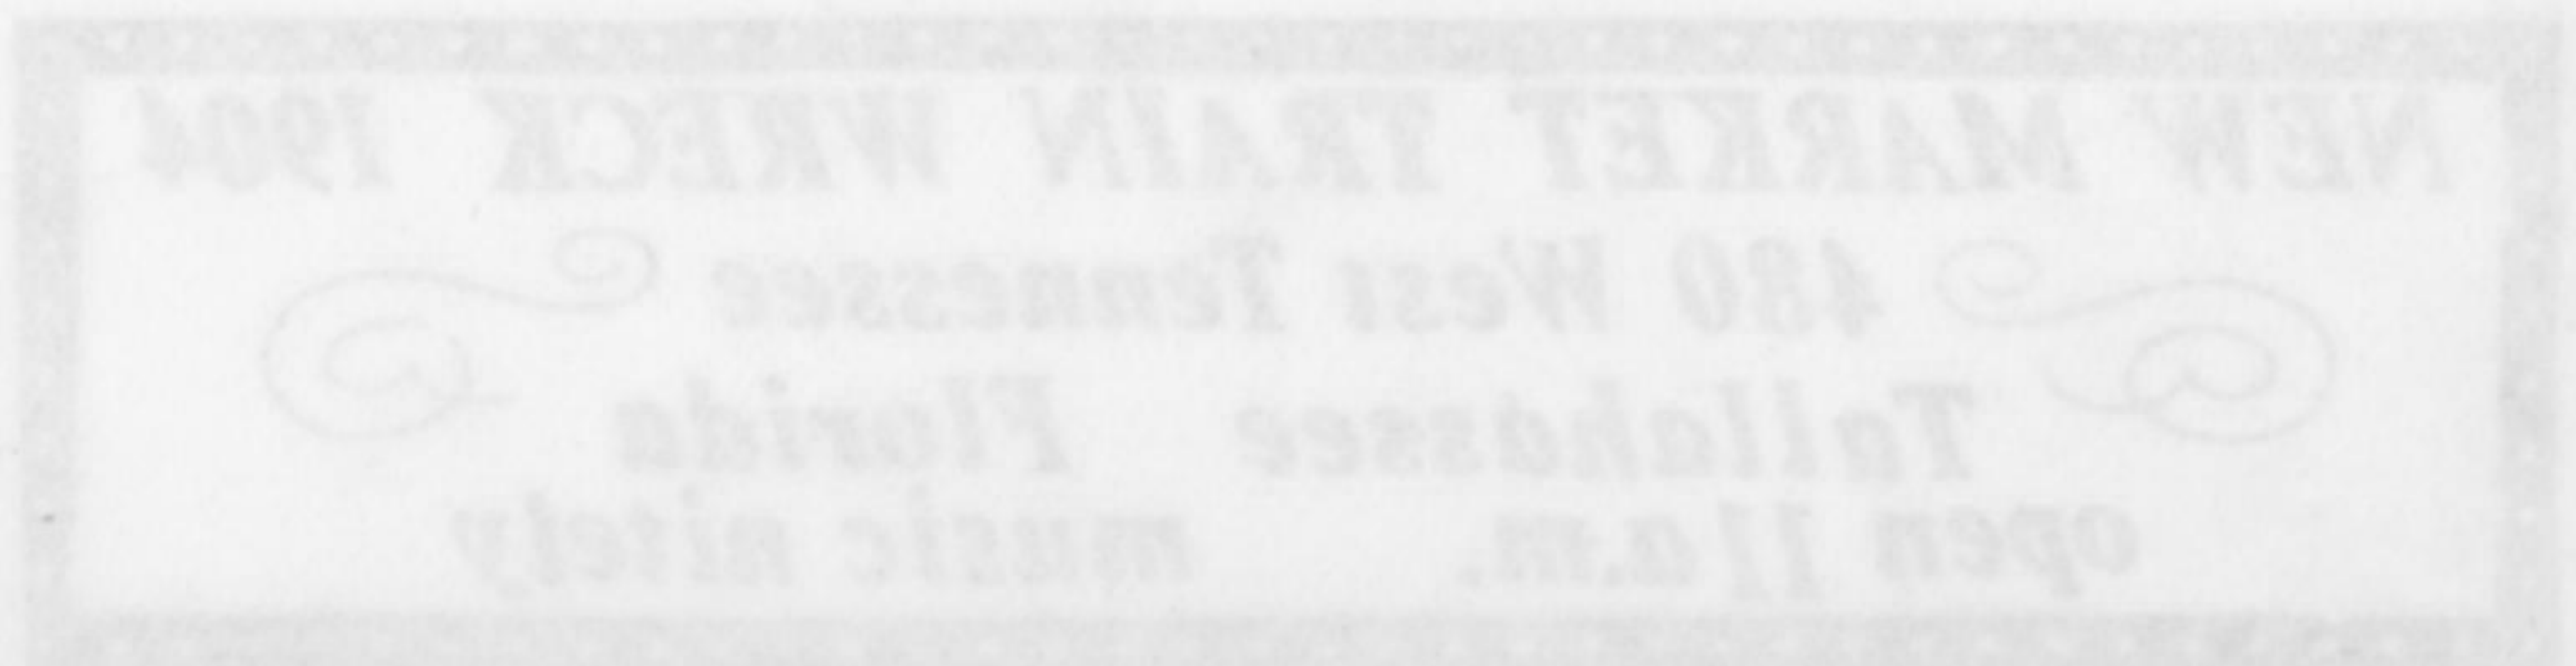 NEW MARKET TRAIN WRECK 1904
480 West Tennessee
Tallahassee Florida
open 11a.m. music nitely